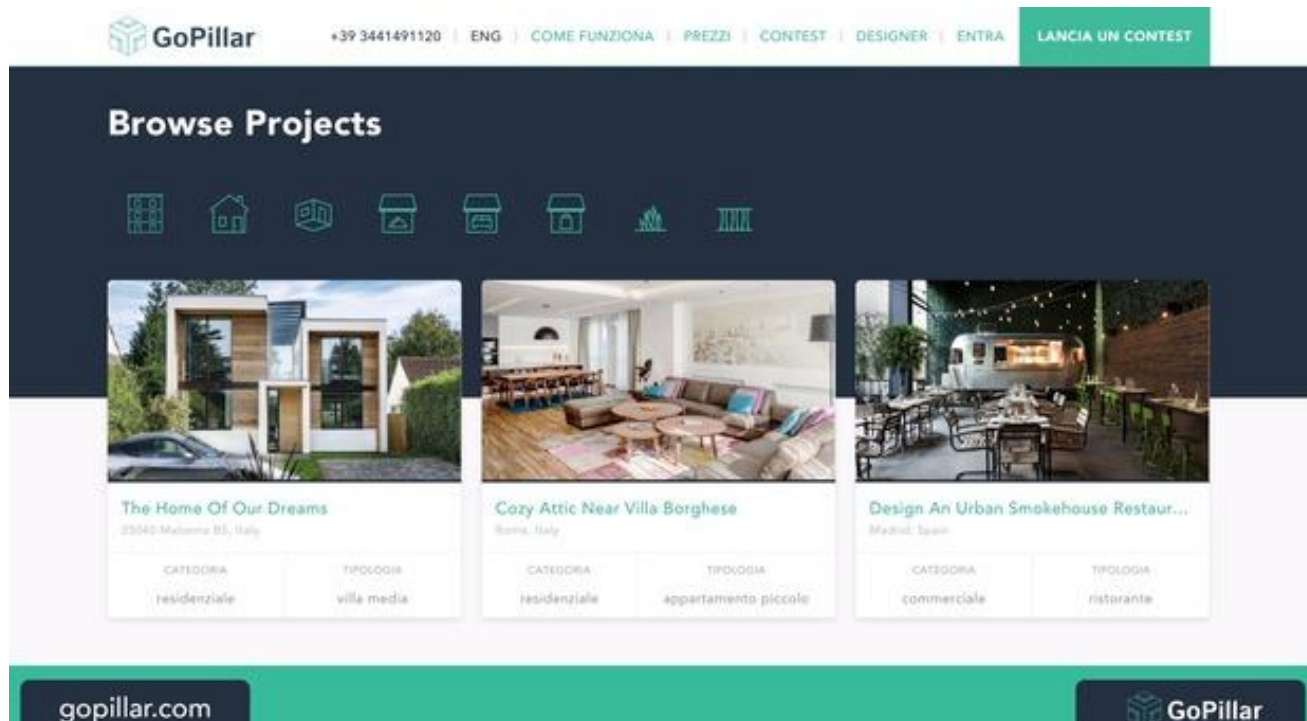 GoPillar
+39 3441491120 | ENG | COME FUNZIONA | PREZZI | CONTEST | DESIGNER | ENTRA
LANCIA UN CONTEST
Browse Projects
The Home Of Our Dreams
Italy
CATEGORIA
TIPOLOGIA
residenziale
villa media
Cozy Attic Near Villa Borghese
Rome, Italy
CATEGORIA
TIPOLOGIA
residenziale
appartamento piccolo
Design An Urban Smokehouse Restaur...
Madrid, Spain
CATEGORIA
TIPOLOGIA
commerciale
ristorante
gopillar.com
GoPillar